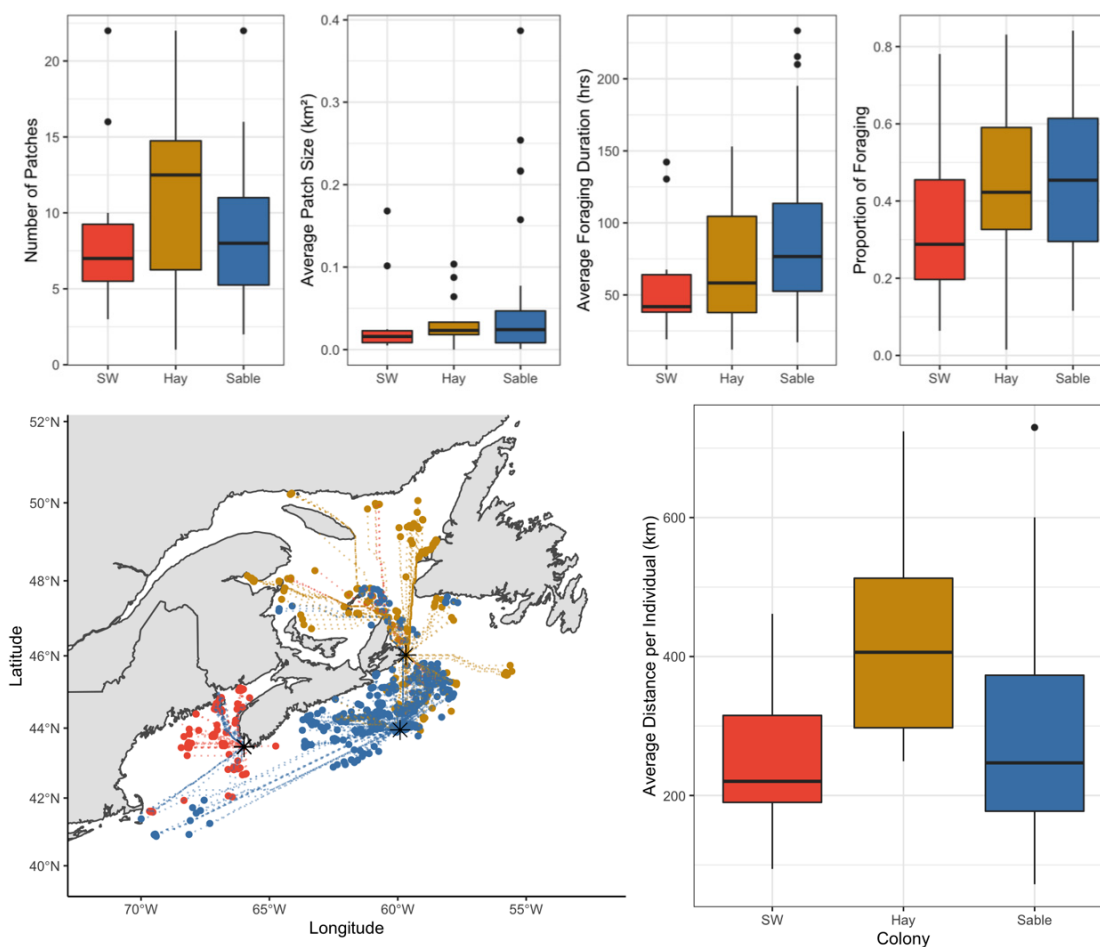 Number of Patches
20
15
10
5
0
SW Hay Sable
Average Patch Size (km²)
0.4
0.3
0.2
0.1
0.0
SW Hay Sable
Average Foraging Duration (hrs)
200
150
100
50
SW Hay Sable
Proportion of Foraging
0.8
0.6
0.4
0.2
0.0
SW Hay Sable
Latitude
52°N
50°N
48°N
46°N
44°N
42°N
40°N
70°W 65°W 60°W 55°W
Longitude
Average Distance per Individual (km)
600
400
200
SW Hay Sable
Colony